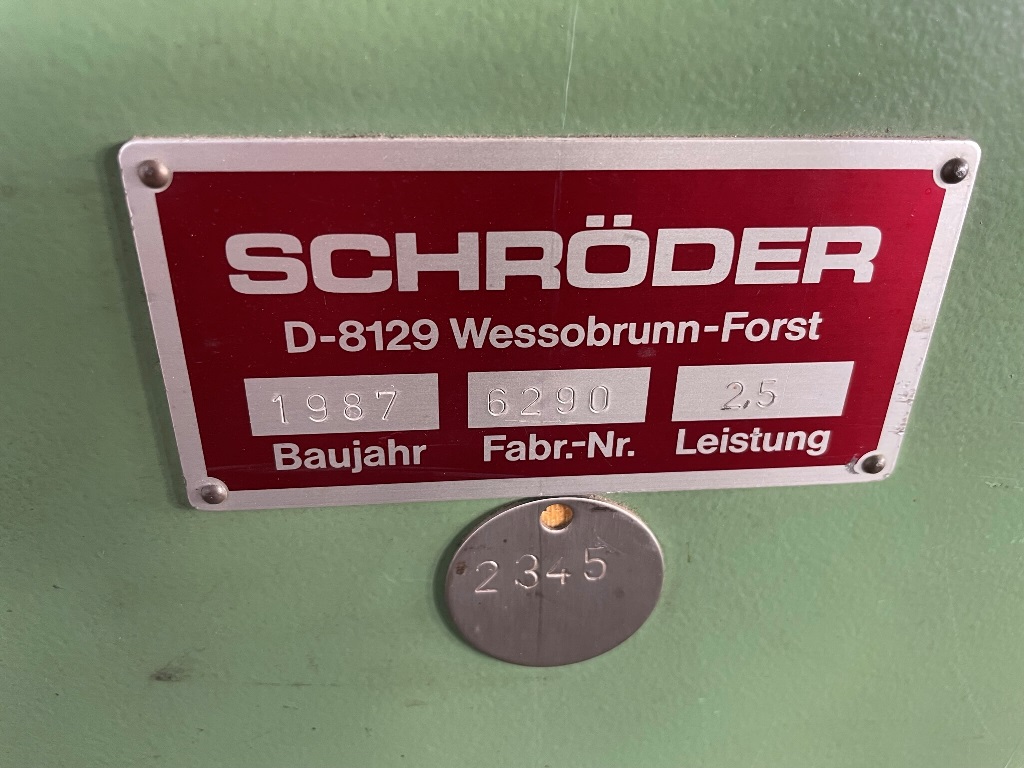 SCHRÖDER
D-8129 Wessobrunn-Forst
1987 6290 2,5
Baujahr Fabr.-Nr. Leistung
2345